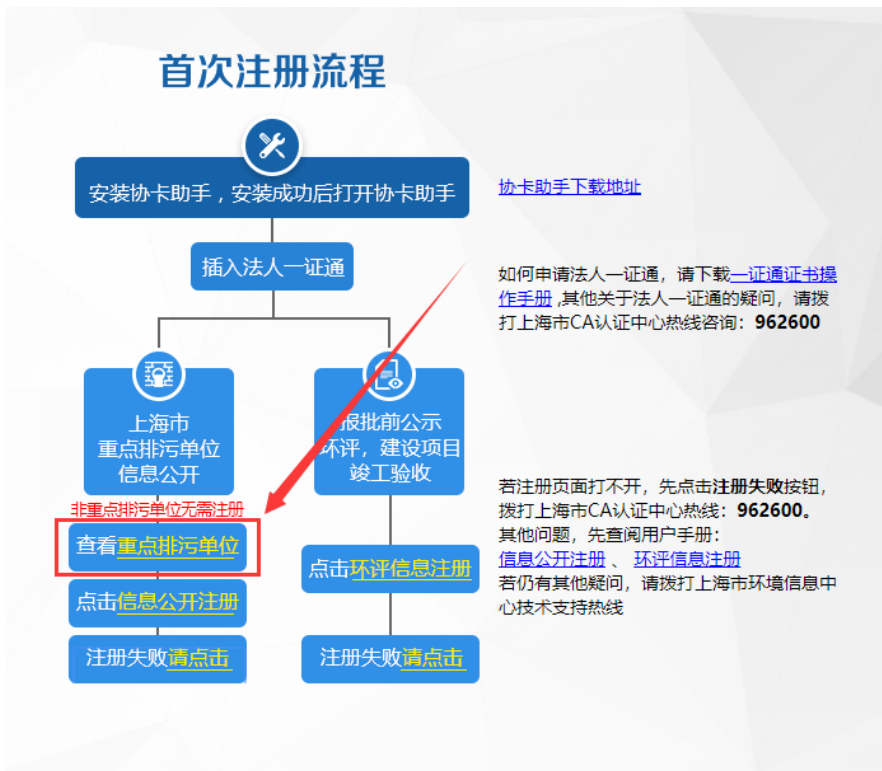 首次注册流程
安装协卡助手，安装成功后打开协卡助手
协卡助手下载地址
插入法人一证通
如何申请法人一证通，请下载一证通证书操
作手册 ,其他关于法人一证通的疑问，请拨
打上海市CA认证中心热线咨询：962600
上海市
重点排污单位
信息公开
报批前公示
环评，建设项目
竣工验收
非重点排污单位无需注册
查看重点排污单位
点击信息公开注册
注册失败请点击
点击环评信息注册
注册失败请点击
若注册页面打不开，先点击注册失败按钮，
拨打上海市CA认证中心热线：962600。
其他问题，先查阅用户手册：
信息公开注册 、 环评信息注册
若仍有其他疑问，请拨打上海市环境信息中
心技术支持热线